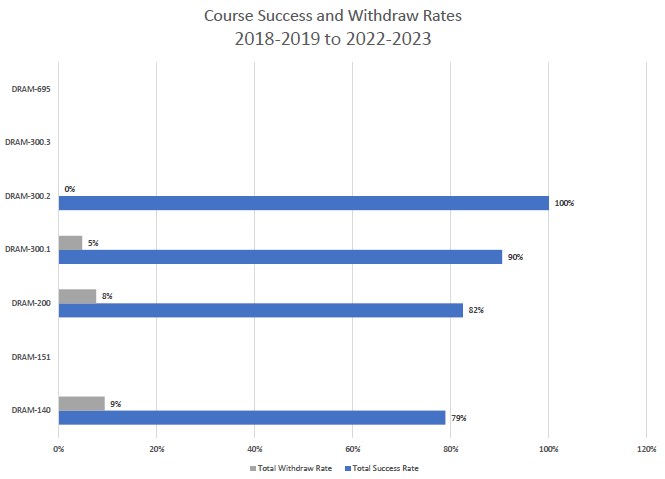 Course Success and Withdraw Rates
2018-2019 to 2022-2023
DRAM-695
DRAM-300.3
DRAM-300.2
0%
100%
DRAM-300.1
5%
90%
DRAM-200
8%
82%
DRAM-151
DRAM-140
9%
79%
0% 20% 40% 60% 80% 100% 120%
Total Withdraw Rate Total Success Rate